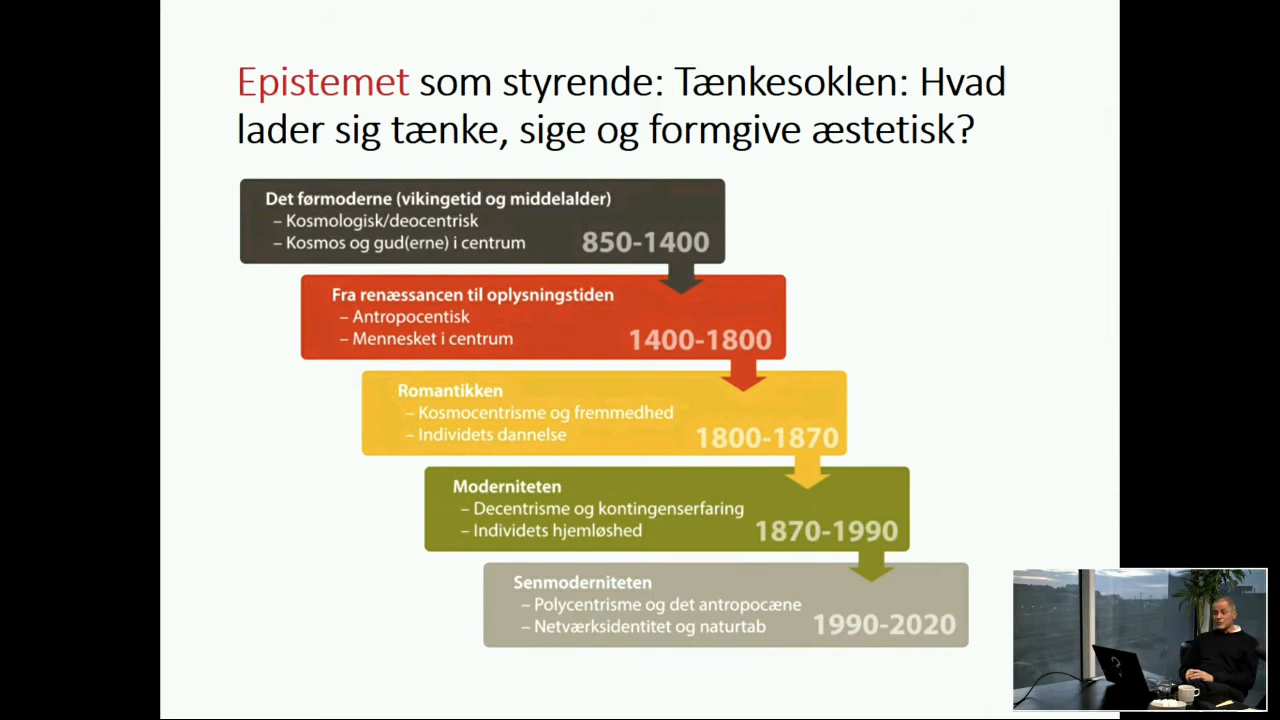 Epistemet som styrende: Tænkesoklen: Hvad
lader sig tænke, sige og formgive æstetisk?
Det førmoderne (vikingetid og middelalder)
– Kosmologisk/deocentrisk
– Kosmos og gud(erne) i centrum
850-1400
Fra renæssancen til oplysningstiden
– Antropocentisk
– Mennesket i centrum
1400-1800
Romantikken
– Kosmocentrisme og fremmedhed
– Individets dannelse
1800-1870
Moderniteten
– Decentrisme og kontingenserfaring
– Individets hjemløshed
1870-1990
Senmoderniteten
– Polycentrisme og det antropocæne
– Netværksidentitet og naturtab
1990-2020